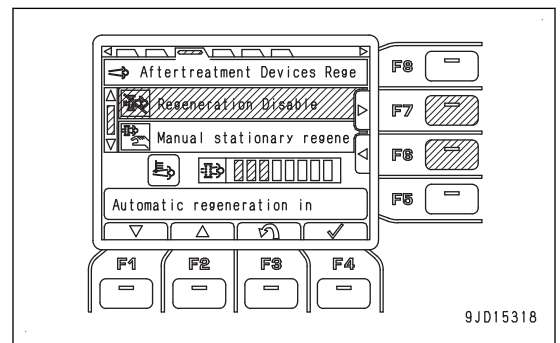 Aftertreatment Devices Rege
Regeneration Disable
Manual stationary regene
Automatic regeneration in
F8
F7
F6
F5
F1
F2
F3
F4
9JD15318